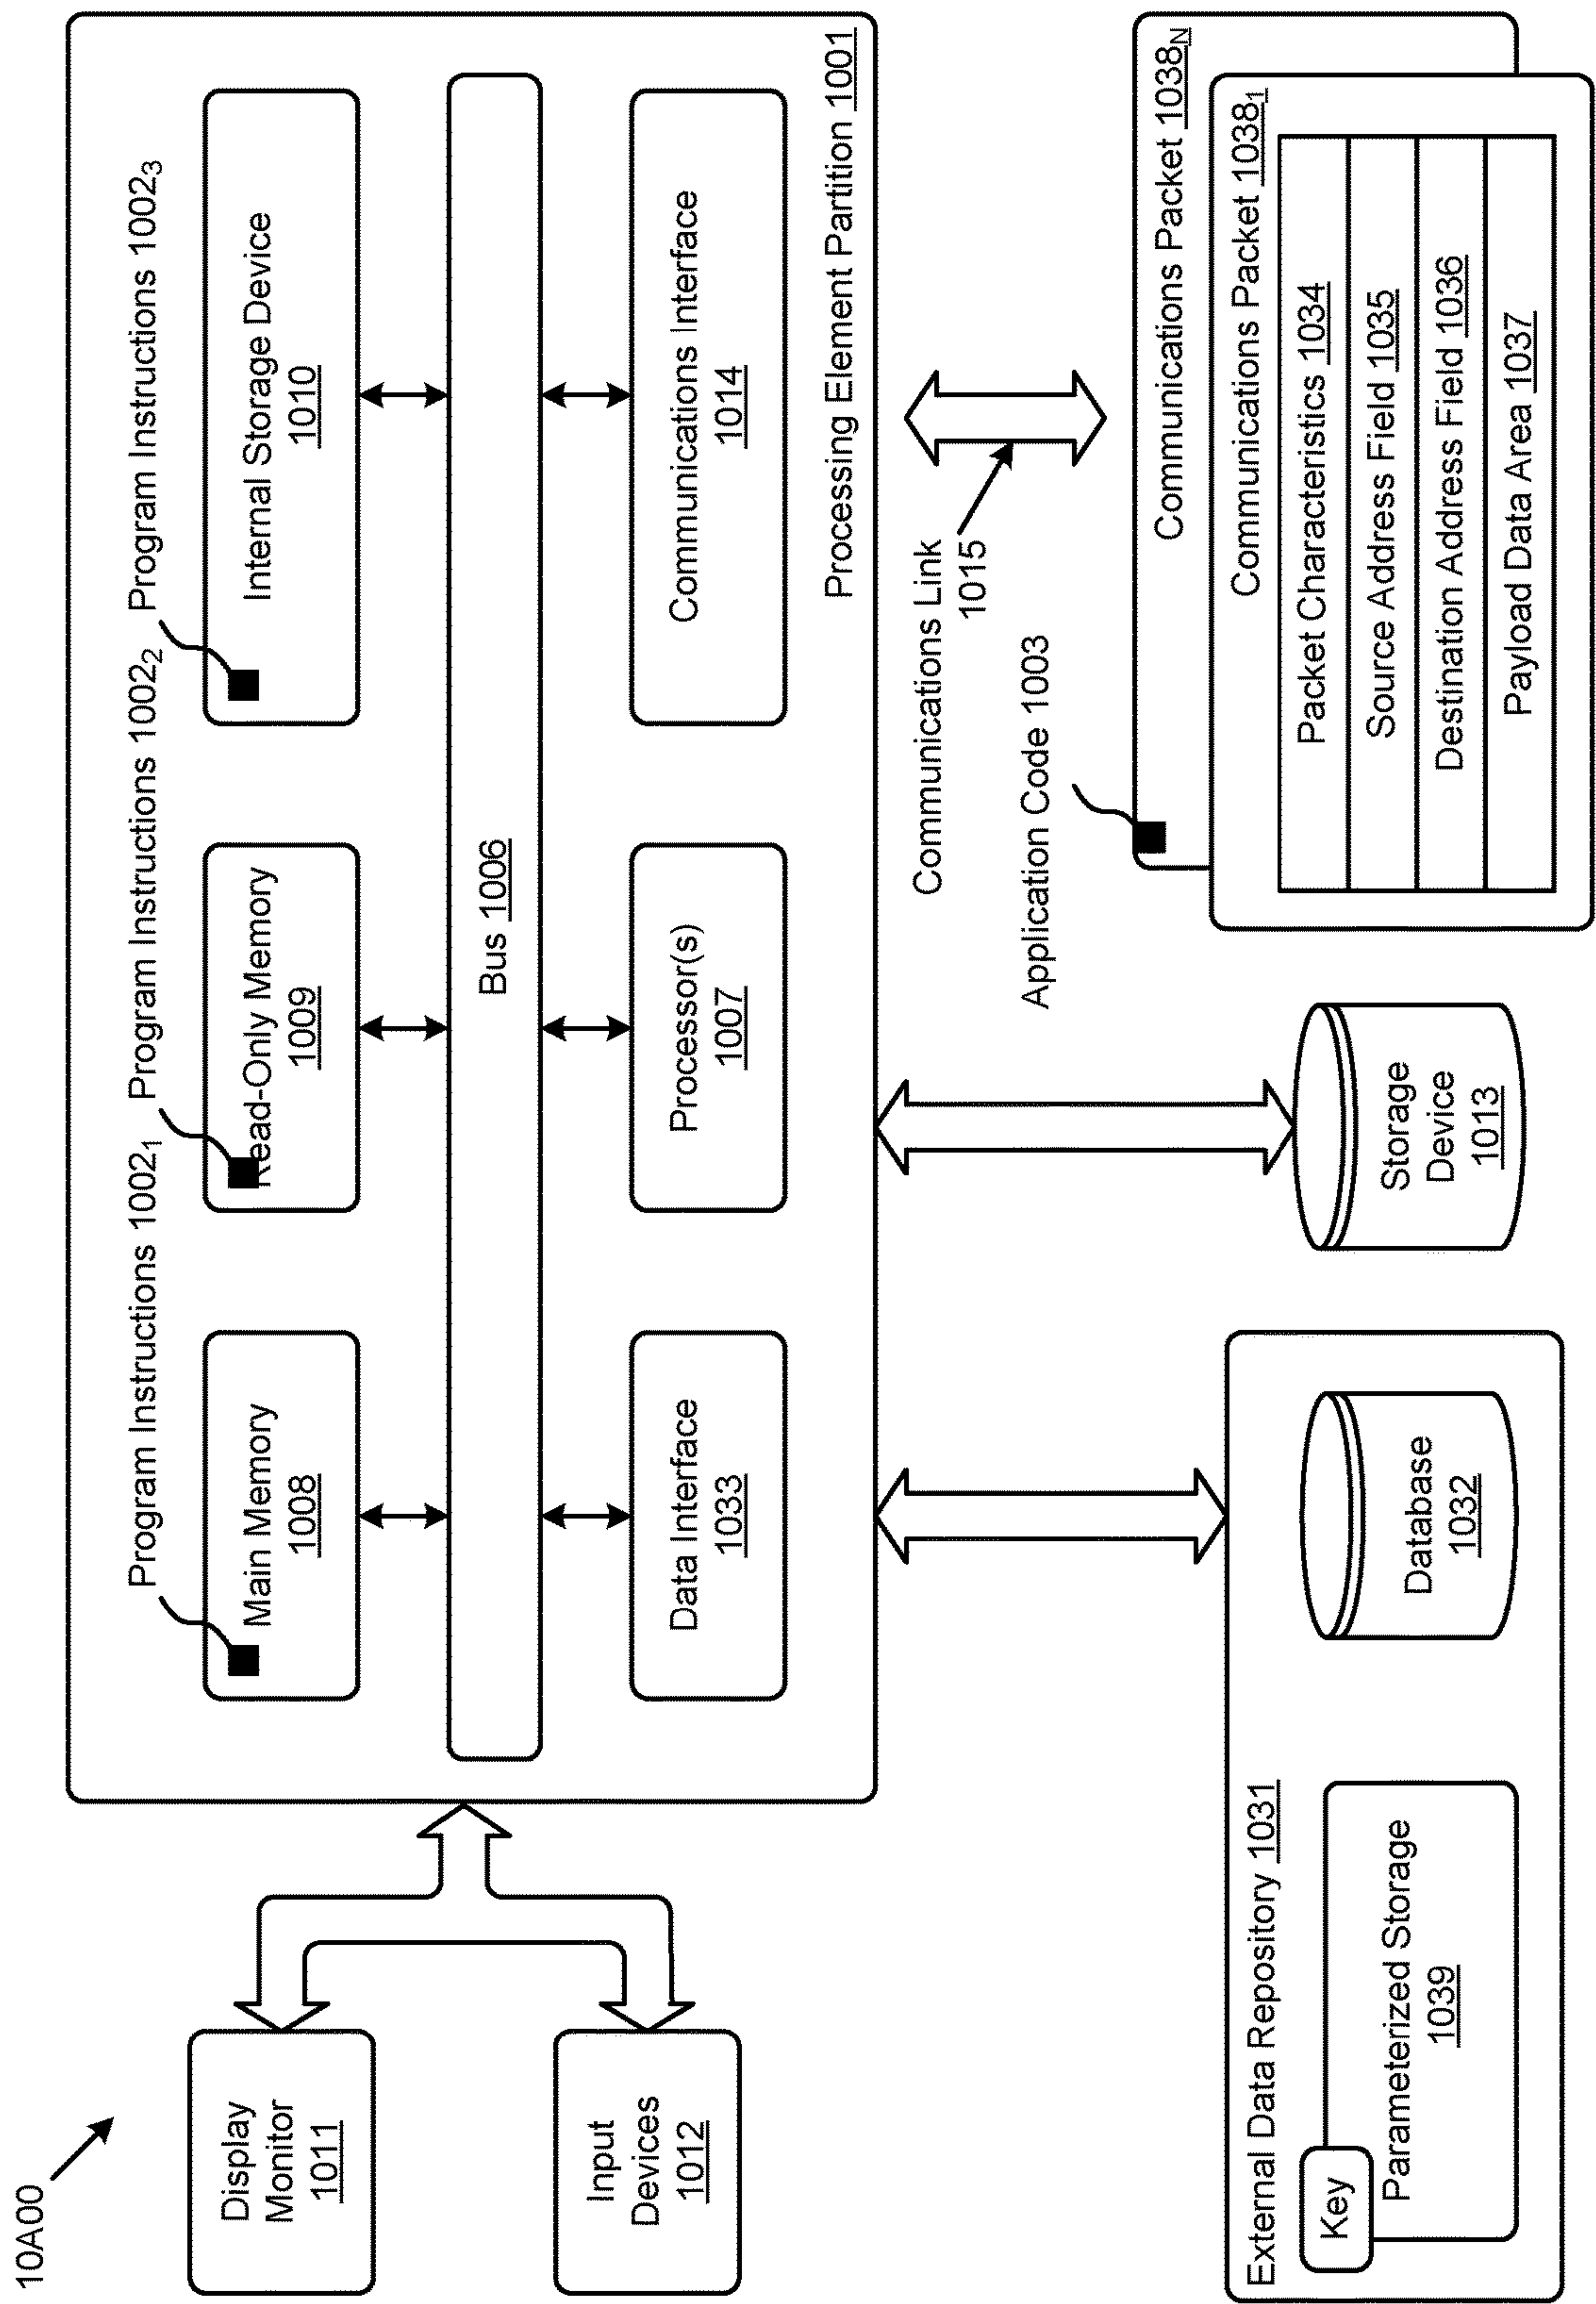 10A00
Program Instructions 1002₁
Program Instructions 1002₂
Program Instructions 1002₃
Display
Monitor
1011
Main Memory
1008
Read-Only Memory
1009
Internal Storage Device
1010
Bus 1006
Input
Devices
1012
Data Interface
1033
Processor(s)
1007
Communications Interface
1014
Processing Element Partition 1001
Communications Link
1015
Application Code 1003
External Data Repository 1031
Key
Parameterized Storage
1039
Database
1032
Storage
Device
1013
Communications Packet 1038N
Communications Packet 1038₁
Packet Characteristics 1034
Source Address Field 1035
Destination Address Field 1036
Payload Data Area 1037